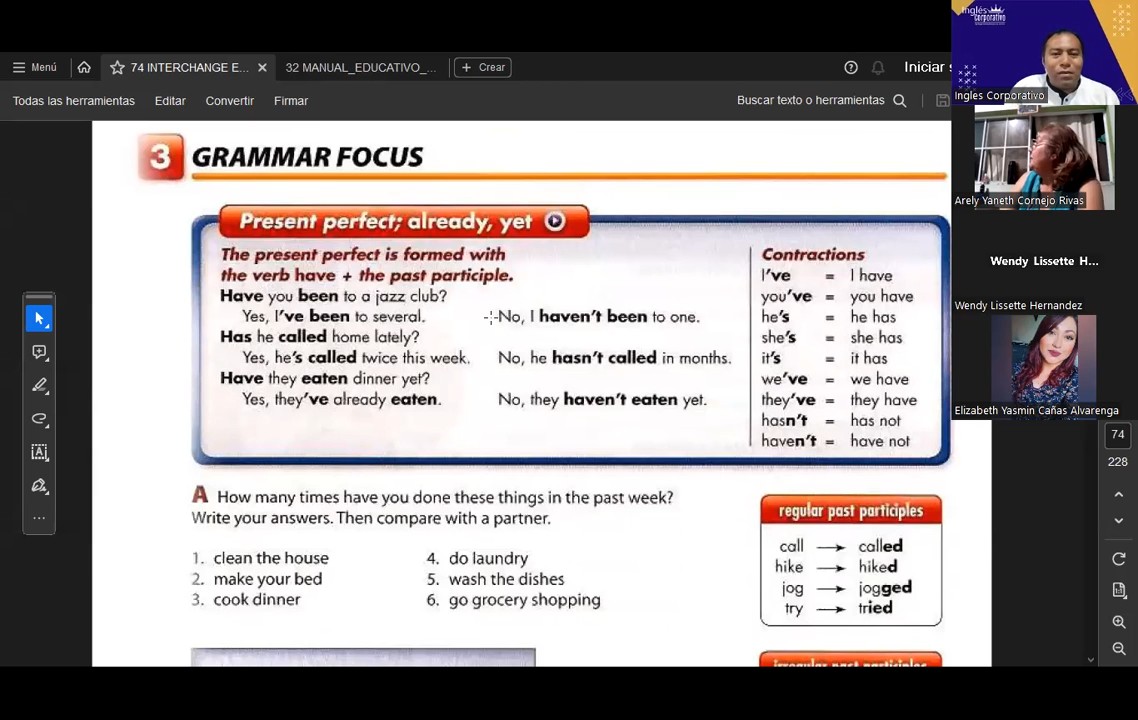 Menú
74 INTERCHANGE E...
32 MANUAL_EDUCATIVO_...
Crear
Iniciar s
Todas las herramientas
Editar
Convertir
Firmar
Buscar texto o herramientas
3 GRAMMAR FOCUS
Present perfect; already, yet
The present perfect is formed with
the verb have + the past participle.
Have you been to a jazz club?
Yes, I've been to several.
No, I haven't been to one.
Has he called home lately?
Yes, he's called twice this week.
No, he hasn't called in months.
Have they eaten dinner yet?
Yes, they've already eaten.
No, they haven't eaten yet.
Contractions
I've = I have
you've = you have
he's = he has
she's = she has
it's = it has
we've = we have
they've = they have
hasn't = has not
haven't = have not
A How many times have you done these things in the past week?
Write your answers. Then compare with a partner.
1. clean the house
2. make your bed
3. cook dinner
4. do laundry
5. wash the dishes
6. go grocery shopping
regular past participles
call → called
hike → hiked
jog → jogged
try → tried
irregular past participles
Inglés
Corporativo
Ingles Corporativo
Arely Yaneth Cornejo Rivas
Wendy Lissette H...
Wendy Lissette Hernandez
Elizabeth Yasmin Cañas Alvarenga
74
228